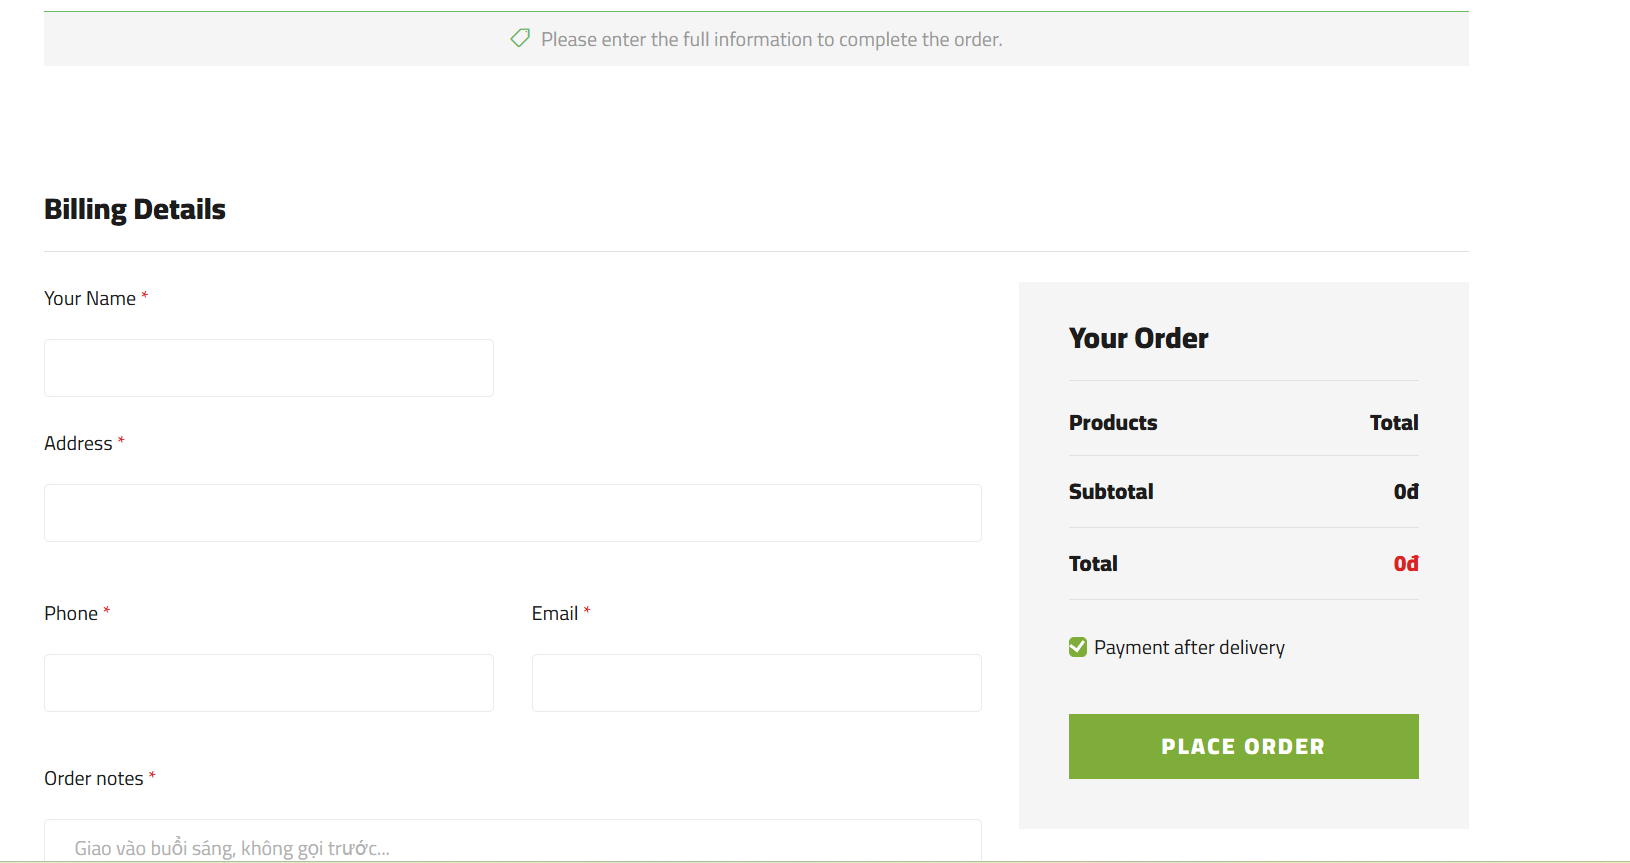 Please enter the full information to complete the order.
Billing Details
Your Name *
Address *
Phone *
Email *
Order notes *
Giao vào buổi sáng, không gọi trước...
Your Order
Products Total
Subtotal 0đ
Total 0đ
Payment after delivery
PLACE ORDER